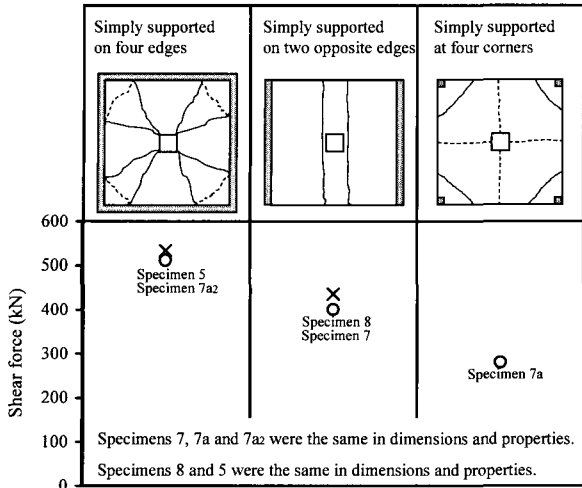 Simply supported
on four edges
Simply supported
on two opposite edges
Simply supported
at four corners
600
500
400
300
200
100
0
Shear force (kN)
Specimen 5
Specimen 7a2
Specimen 8
Specimen 7
Specimen 7a
Specimens 7, 7a and 7a2 were the same in dimensions and properties.
Specimens 8 and 5 were the same in dimensions and properties.